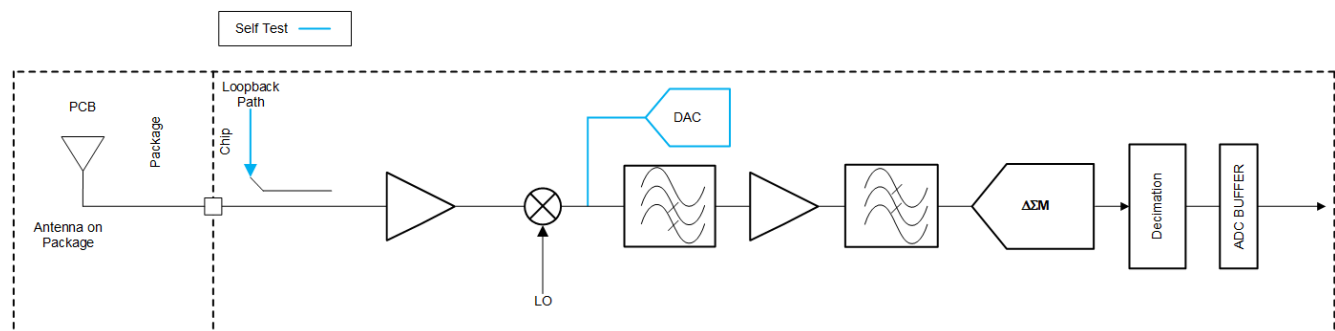 Self Test
Loopback
Path
PCB
Package
Chip
DAC
Antenna on
Package
LO
ΔΣM
Decimation
ADC BUFFER